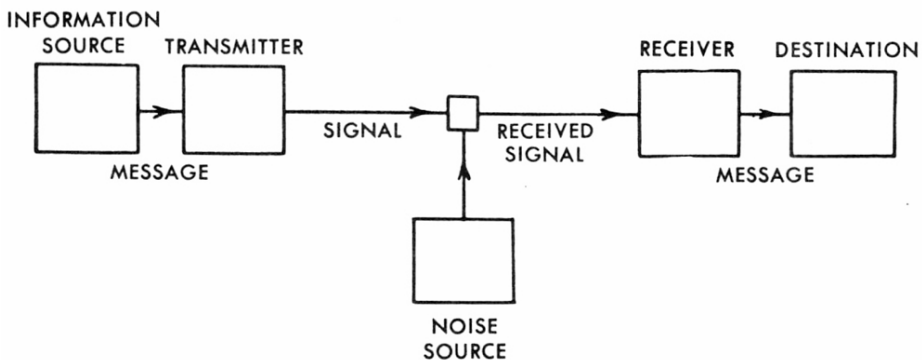 INFORMATION
SOURCE
TRANSMITTER
RECEIVER
DESTINATION
SIGNAL
RECEIVED
SIGNAL
MESSAGE
MESSAGE
NOISE
SOURCE